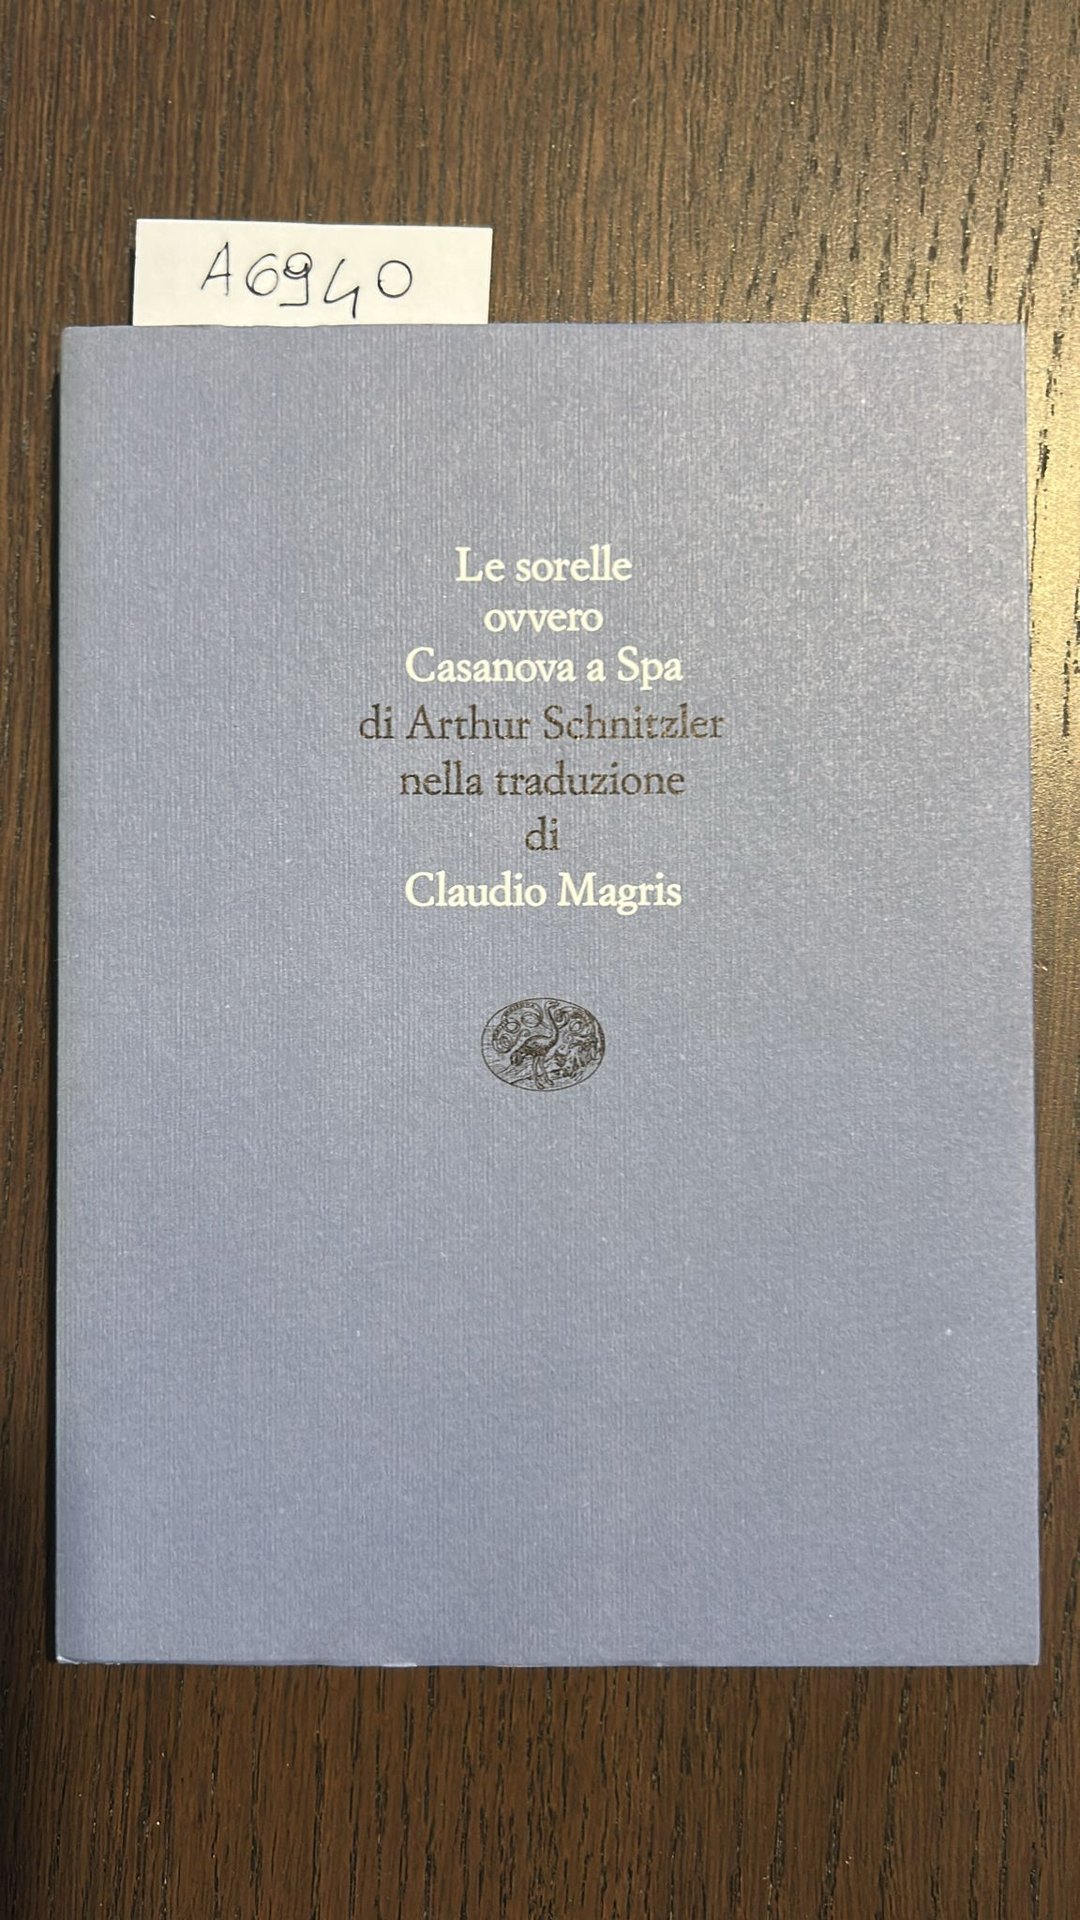 A6940
Le sorelle
ovvero
Casanova a Spa
di Arthur Schnitzler
nella traduzione
di
Claudio Magris